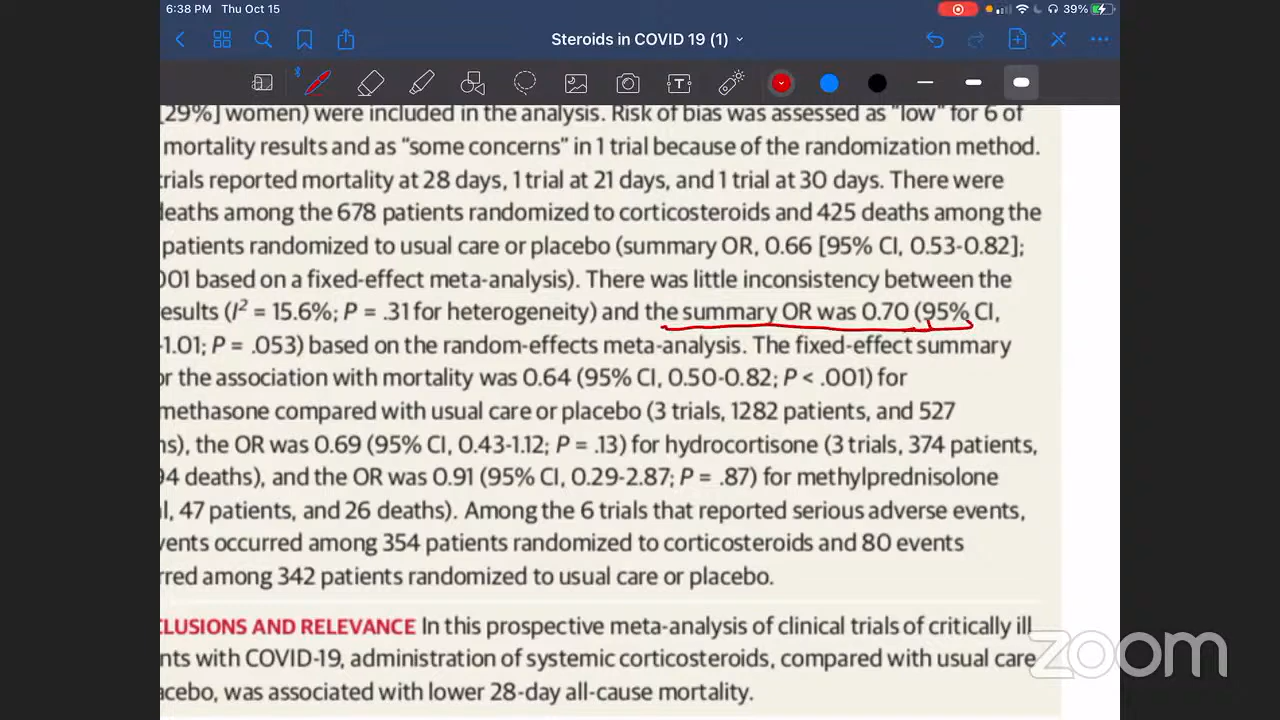 6:38 PM Thu Oct 15
39%
Steroids in COVID 19 (1)
[29%] women) were included in the analysis. Risk of bias was assessed as "low" for 6 of
mortality results and as "some concerns" in 1 trial because of the randomization method.
trials reported mortality at 28 days, 1 trial at 21 days, and 1 trial at 30 days. There were
deaths among the 678 patients randomized to corticosteroids and 425 deaths among the
patients randomized to usual care or placebo (summary OR, 0.66 [95% CI, 0.53-0.82];
001 based on a fixed-effect meta-analysis). There was little inconsistency between the
esults (I² = 15.6%; P = .31 for heterogeneity) and the summary OR was 0.70 (95% CI,
-1.01; P = .053) based on the random-effects meta-analysis. The fixed-effect summary
or the association with mortality was 0.64 (95% CI, 0.50-0.82; P < .001) for
methasone compared with usual care or placebo (3 trials, 1282 patients, and 527
ns), the OR was 0.69 (95% CI, 0.43-1.12; P = .13) for hydrocortisone (3 trials, 374 patients,
94 deaths), and the OR was 0.91 (95% CI, 0.29-2.87; P = .87) for methylprednisolone
l, 47 patients, and 26 deaths). Among the 6 trials that reported serious adverse events,
vents occurred among 354 patients randomized to corticosteroids and 80 events
rred among 342 patients randomized to usual care or placebo.
CLUSIONS AND RELEVANCE In this prospective meta-analysis of clinical trials of critically ill
nts with COVID-19, administration of systemic corticosteroids, compared with usual care
acebo, was associated with lower 28-day all-cause mortality.
zoom